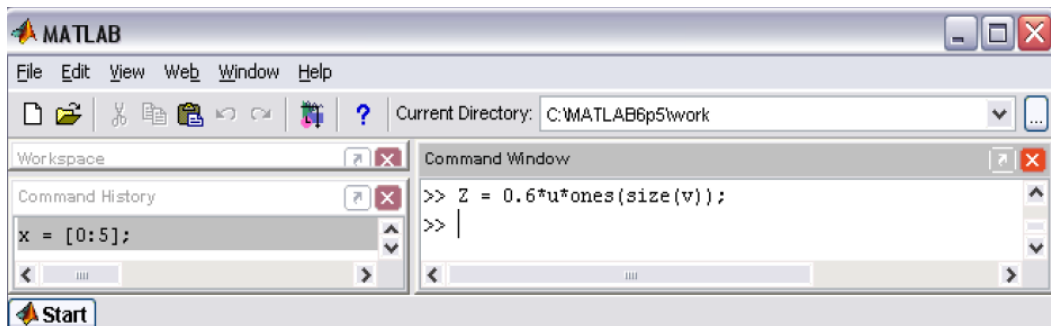 MATLAB
File Edit View Web Window Help
? Current Directory: C:\MATLAB6p5\work ...
Workspace
Command History
x = [0:5];
Command Window
>> Z = 0.6*u*ones(size(v));
>>
Start